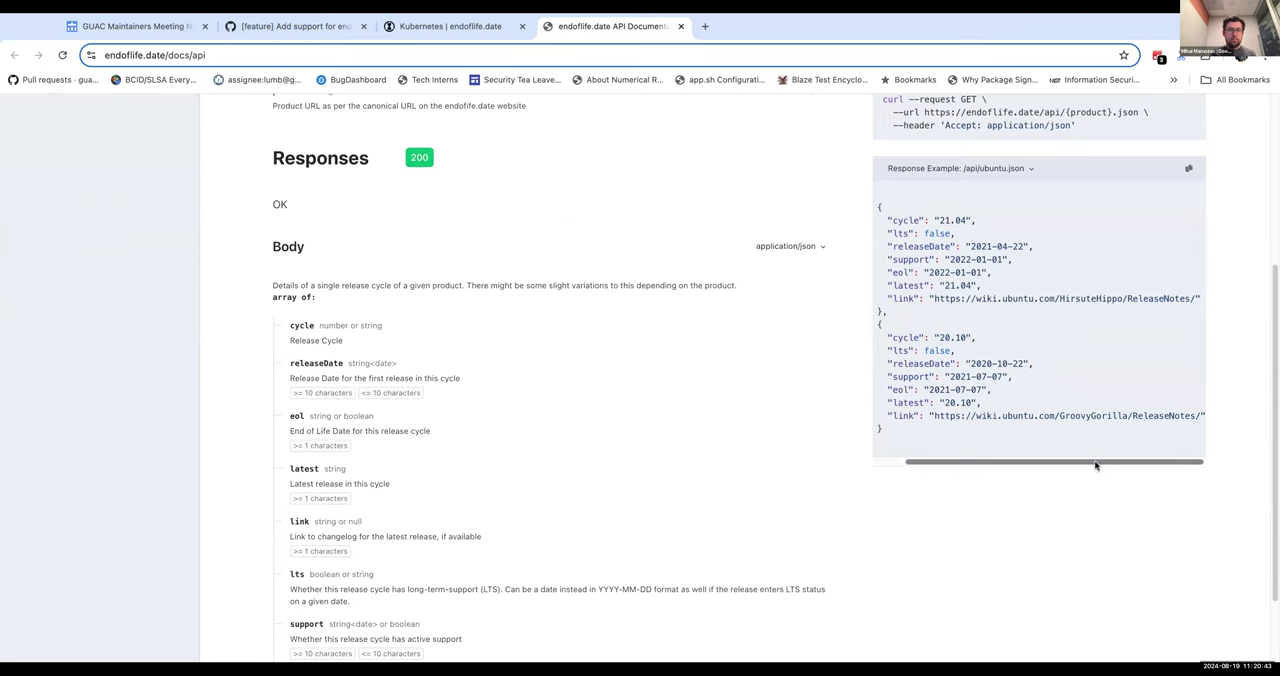 GUAC Maintainers Meeting N
[feature] Add support for end
Kubernetes | endoflife.date
endoflife.date API Documenta
endoflife.date/docs/api
3
Pull requests · gua...
BCID/SLSA Every...
assignee:lumb@g...
BugDashboard
Tech Interns
Security Tea Leave...
About Numerical R...
app.sh Configurati...
Blaze Test Encyclo...
Bookmarks
Why Package Sign...
Information Securi...
All Bookmarks
Product URL as per the canonical URL on the endofife.date website
curl --request GET \
--url https://endoflife.date/api/{product}.json \
--header 'Accept: application/json'
Responses 200
Response Example: /api/ubuntu.json
OK
Body
application/json
Details of a single release cycle of a given product. There might be some slight variations to this depending on the product.
array of:
cycle number or string
Release Cycle
releaseDate string<date>
Release Date for the first release in this cycle
>= 10 characters <= 10 characters
eol string or boolean
End of Life Date for this release cycle
>= 1 characters
latest string
Latest release in this cycle
>= 1 characters
link string or null
Link to changelog for the latest release, if available
>= 1 characters
lts boolean or string
Whether this release cycle has long-term-support (LTS). Can be a date instead in YYYY-MM-DD format as well if the release enters LTS status
on a given date.
support string<date> or boolean
Whether this release cycle has active support
>= 10 characters <= 10 characters
{
"cycle": "21.04",
"lts": false,
"releaseDate": "2021-04-22",
"support": "2022-01-01",
"eol": "2022-01-01",
"latest": "21.04",
"link": "https://wiki.ubuntu.com/HirsuteHippo/ReleaseNotes/"
},
{
"cycle": "20.10",
"lts": false,
"releaseDate": "2020-10-22",
"support": "2021-07-07",
"eol": "2021-07-07",
"latest": "20.10",
"link": "https://wiki.ubuntu.com/GroovyGorilla/ReleaseNotes/"
}
2024-08-19 11:20:43